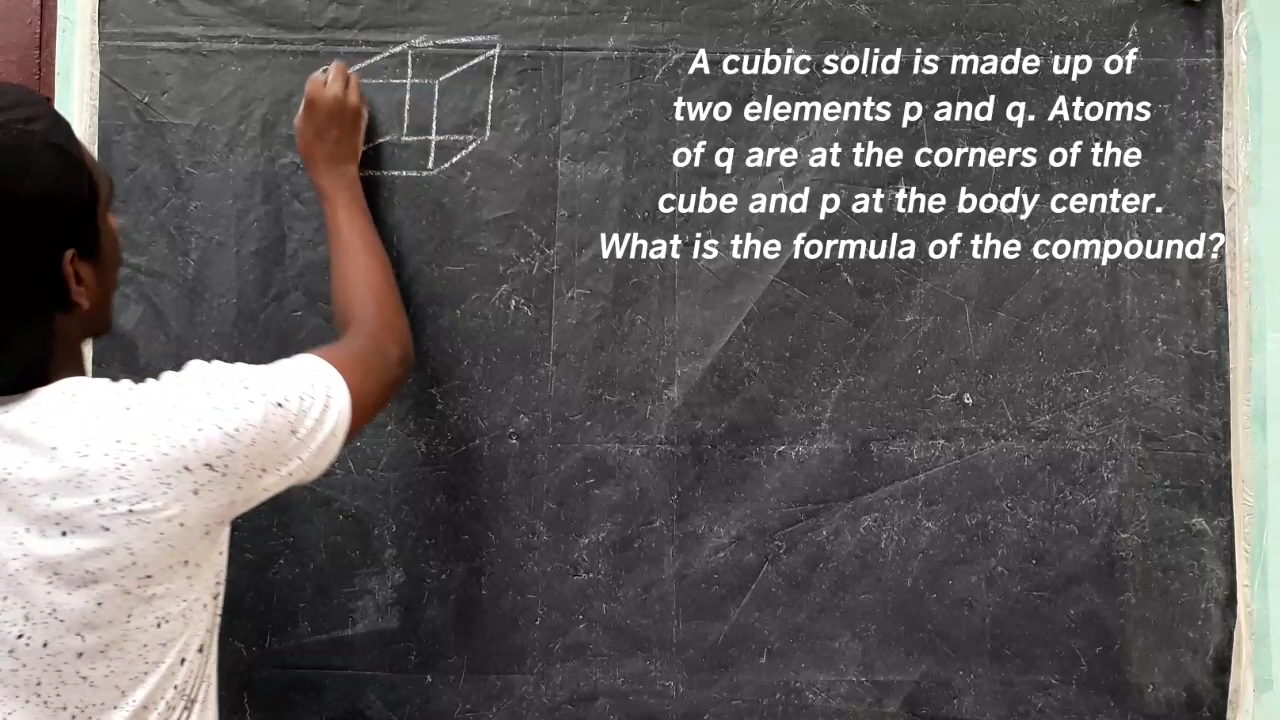 A cubic solid is made up of
two elements p and q. Atoms
of q are at the corners of the
cube and p at the body center.
What is the formula of the compound?